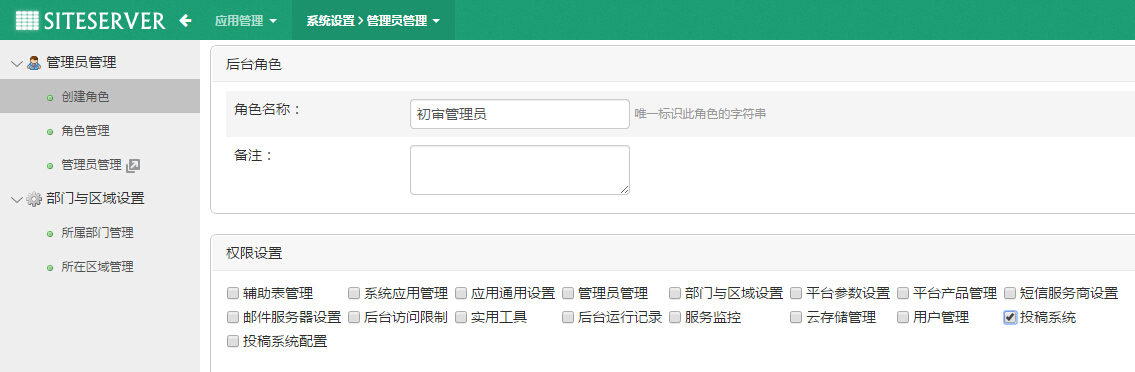 SITESERVER 应用管理 系统设置 > 管理员管理
管理员管理
创建角色
角色管理
管理员管理
部门与区域设置
所属部门管理
所在区域管理
后台角色
角色名称： 初审管理员 唯一标识此角色的字符串
备注：
权限设置
辅助表管理 系统应用管理 应用通用设置 管理员管理 部门与区域设置 平台参数设置 平台产品管理 短信服务商设置
邮件服务器设置 后台访问限制 实用工具 后台运行记录 服务监控 云存储管理 用户管理 投稿系统
投稿系统配置